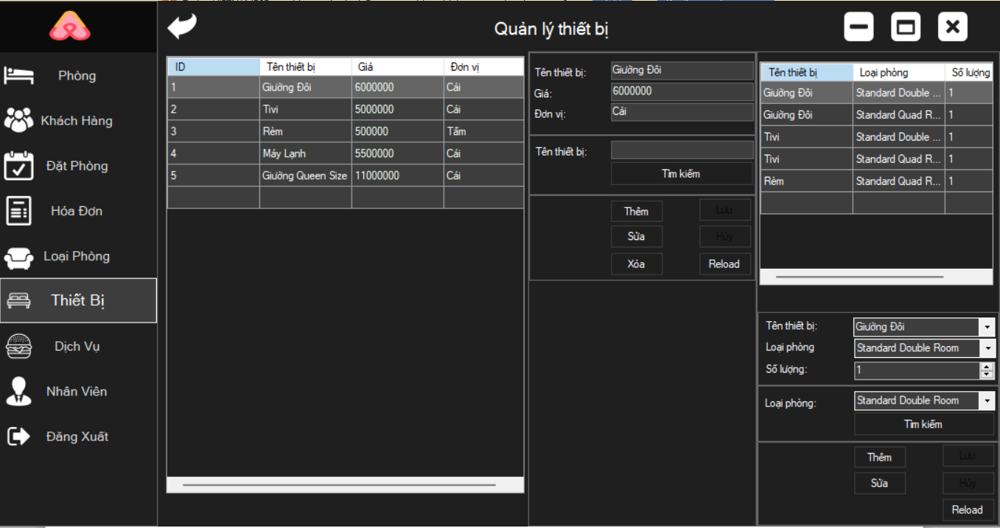 Quản lý thiết bị
Phòng
Khách Hàng
Đặt Phòng
Hóa Đơn
Loại Phòng
Thiết Bị
Dịch Vụ
Nhân Viên
Đăng Xuất
ID Tên thiết bị Giá Đơn vị
1 Giường Đôi 6000000 Cái
2 Tivi 5000000 Cái
3 Rèm 500000 Tấm
4 Máy Lạnh 5500000 Cái
5 Giường Queen Size 11000000 Cái
Tên thiết bị: Giường Đôi
Giá: 6000000
Đơn vị: Cái
Tên thiết bị:
Tìm kiếm
Thêm Lưu
Sửa Hủy
Xóa Reload
Tên thiết bị Loại phòng Số lượng
Giường Đôi Standard Double ... 1
Giường Đôi Standard Quad R... 1
Tivi Standard Double ... 1
Tivi Standard Quad R... 1
Rèm Standard Quad R... 1
Tên thiết bị: Giường Đôi
Loại phòng Standard Double Room
Số lượng: 1
Loại phòng: Standard Double Room
Tìm kiếm
Thêm Lưu
Sửa Hủy
Reload